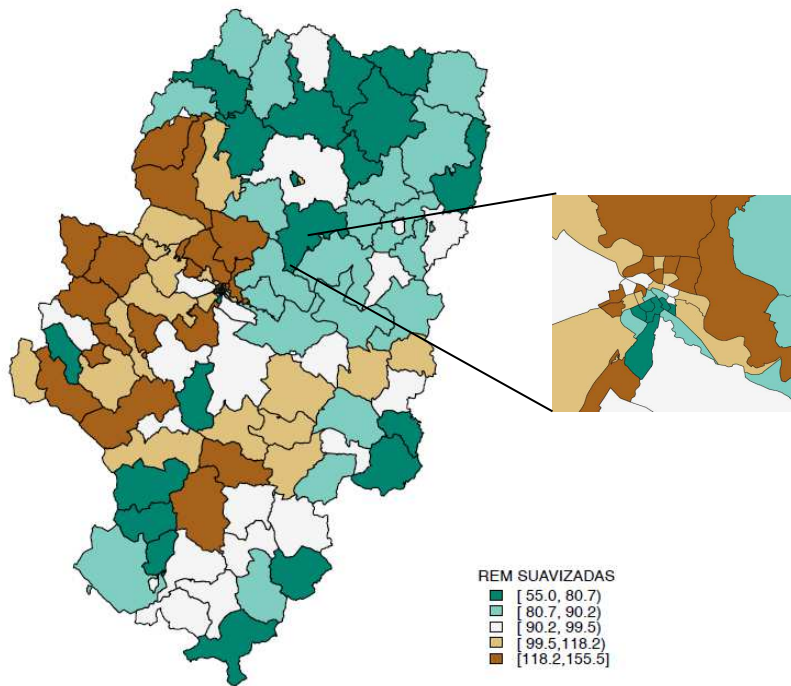 REM SUAVIZADAS
[ 55.0, 80.7)
[ 80.7, 90.2)
[ 90.2, 99.5)
[ 99.5,118.2)
[118.2,155.5]